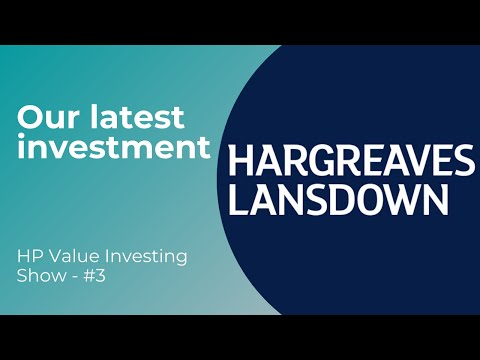 Our latest
investment
HARGREAVES
LANSDOWN
HP Value Investing
Show - #3